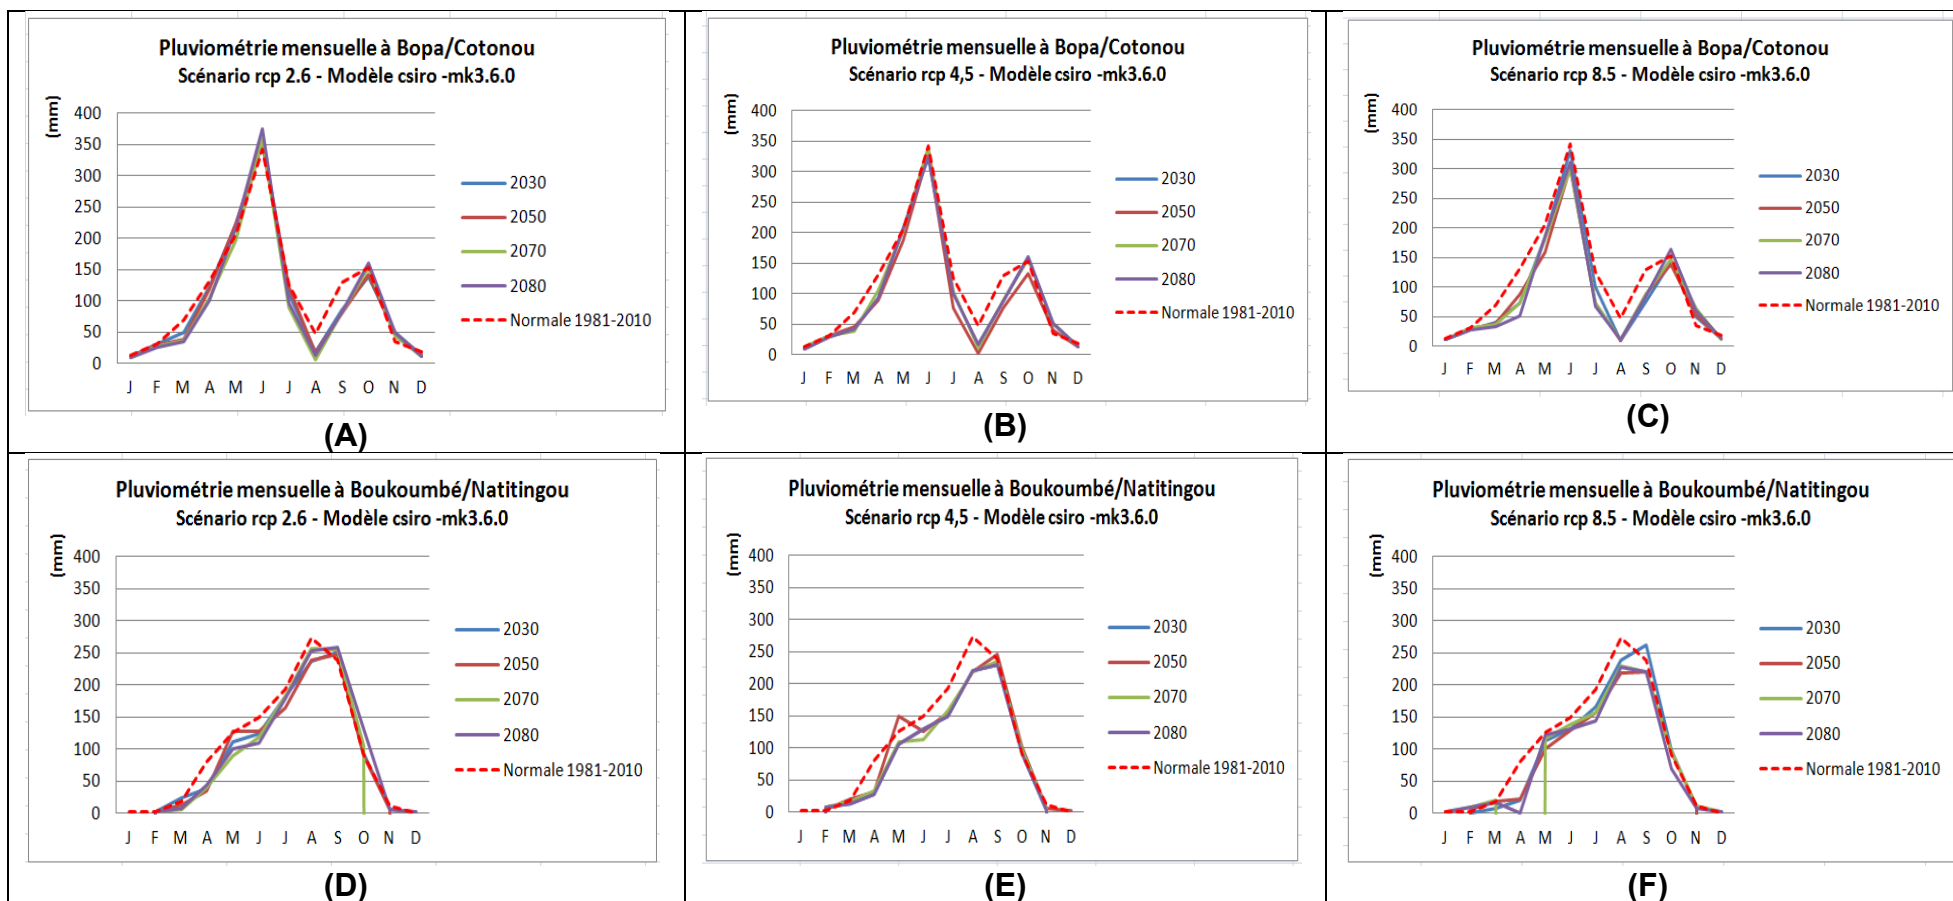 Pluviométrie mensuelle à Bopa/Cotonou
Scénario rcp 2.6 - Modèle csiro -mk3.6.0
(mm)
400
350
300
250
200
150
100
50
0
J F M A M J J A S O N D
2030
2050
2070
2080
Normale 1981-2010
(A)
Pluviométrie mensuelle à Bopa/Cotonou
Scénario rcp 4,5 - Modèle csiro -mk3.6.0
(mm)
400
350
300
250
200
150
100
50
0
J F M A M J J A S O N D
2030
2050
2070
2080
Normale 1981-2010
(B)
Pluviométrie mensuelle à Bopa/Cotonou
Scénario rcp 8.5 - Modèle csiro -mk3.6.0
(mm)
400
350
300
250
200
150
100
50
0
J F M A M J J A S O N D
2030
2050
2070
2080
Normale 1981-2010
(C)
Pluviométrie mensuelle à Boukoumbé/Natitingou
Scénario rcp 2.6 - Modèle csiro -mk3.6.0
(mm)
400
350
300
250
200
150
100
50
0
J F M A M J J A S O N D
2030
2050
2070
2080
Normale 1981-2010
(D)
Pluviométrie mensuelle à Boukoumbé/Natitingou
Scénario rcp 4,5 - Modèle csiro -mk3.6.0
(mm)
400
350
300
250
200
150
100
50
0
J F M A M J J A S O N D
2030
2050
2070
2080
Normale 1981-2010
(E)
Pluviométrie mensuelle à Boukoumbé/Natitingou
Scénario rcp 8.5 - Modèle csiro -mk3.6.0
(mm)
400
350
300
250
200
150
100
50
0
J F M A M J J A S O N D
2030
2050
2070
2080
Normale 1981-2010
(F)